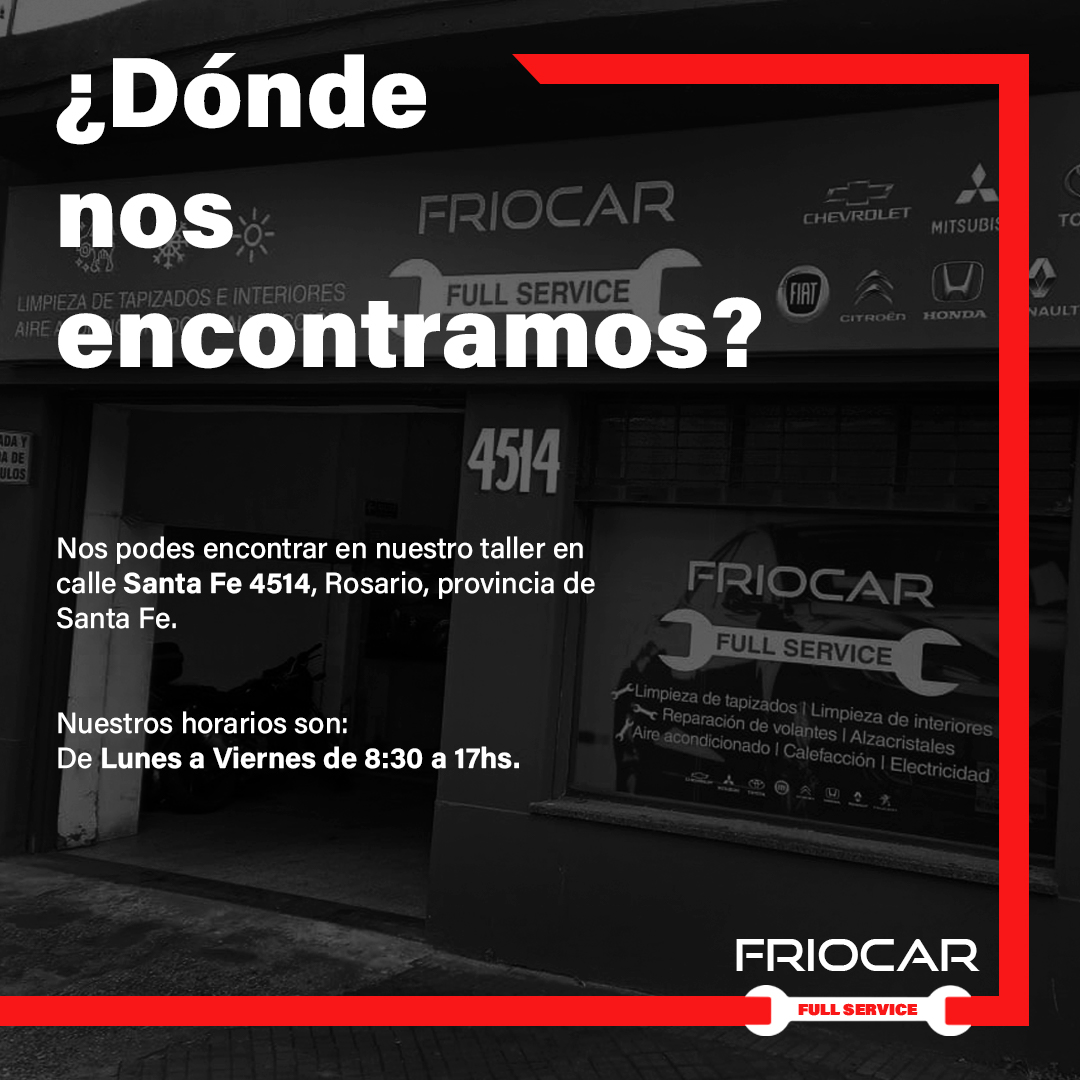 ¿Dónde
nos
encontramos?
FRIOCAR
FULL SERVICE
LIMPIEZA DE TAPIZADOS E INTERIORES
AIRE
CHEVROLET
FIAT
CITROËN
HONDA
4514
Nos podes encontrar en nuestro taller en
calle Santa Fe 4514, Rosario, provincia de
Santa Fe.
Nuestros horarios son:
De Lunes a Viernes de 8:30 a 17hs.
FRIOCAR
FULL SERVICE
Limpieza de tapizados | Limpieza de interiores
Reparación de volantes | Alzacristales
Aire acondicionado | Calefacción | Electricidad
FRIOCAR
FULL SERVICE